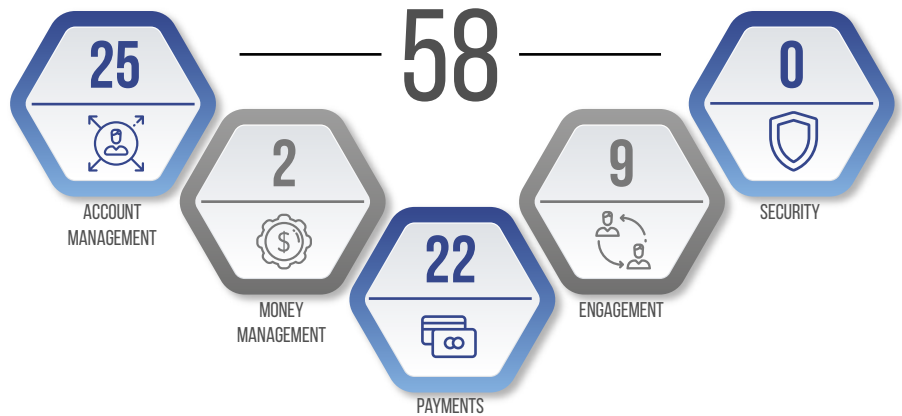 58
25
ACCOUNT
MANAGEMENT
2
$
MONEY
MANAGEMENT
22
PAYMENTS
9
ENGAGEMENT
0
SECURITY